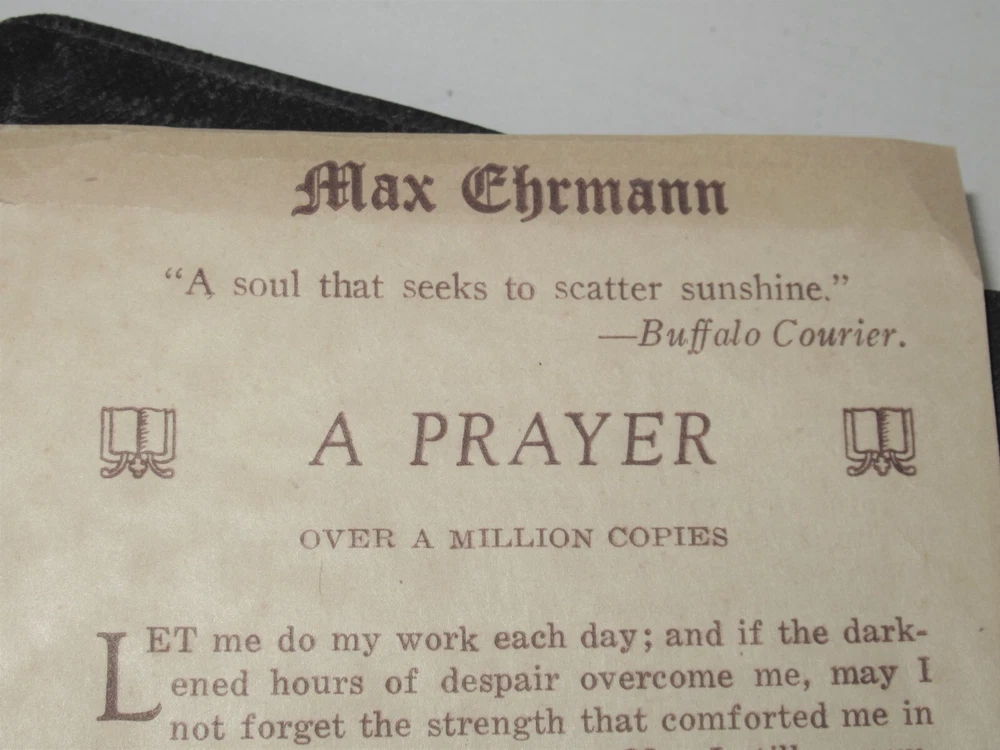 Max Ehrmann
“A soul that seeks to scatter sunshine.”
—Buffalo Courier.
A PRAYER
OVER A MILLION COPIES
LET me do my work each day; and if the dark-
ened hours of despair overcome me, may I
not forget the strength that comforted me in